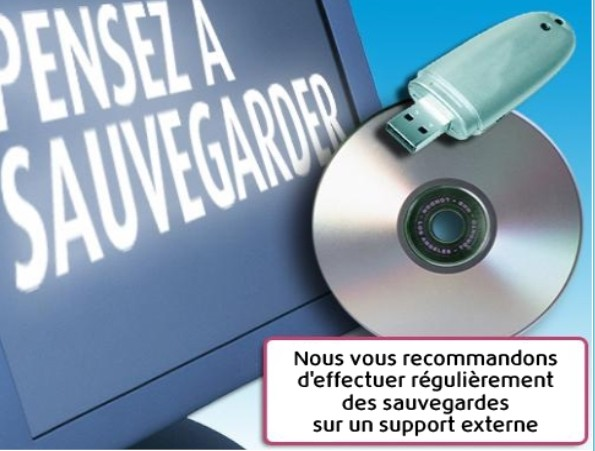 PENSEZ À
SAUVEGARDER
Nous vous recommandons
d'effectuer régulièrement
des sauvegardes
sur un support externe